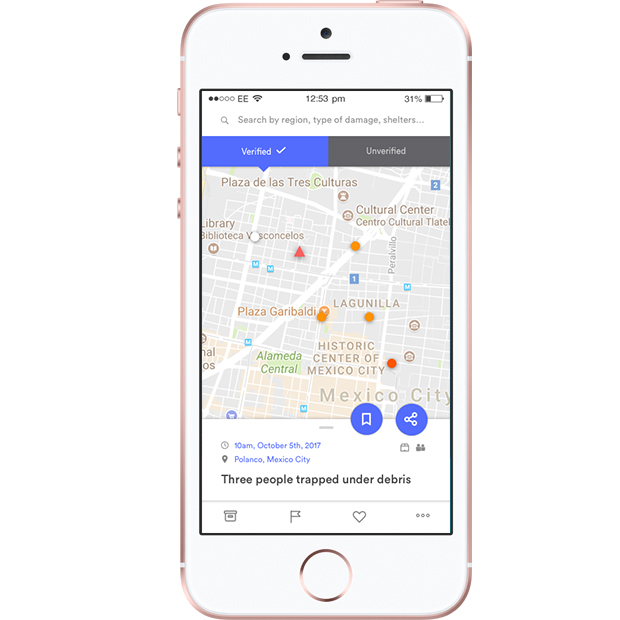 EE
12:53 pm
31%
Search by region, type of damage, shelters...
Verified
Unverified
Plaza de las Tres Culturas
2
Cultural Center
Centro Cultural Tlatel
Library
Biblioteca Vasconcelos
Peralvillo
M
M
M
1
LAGUNILLA
Plaza Garibaldi
M
HISTORIC
CENTER OF
MEXICO CITY
nal
os
Alameda
Central
Mexico City
M
10am, October 5th, 2017
Polanco, Mexico City
Three people trapped under debris